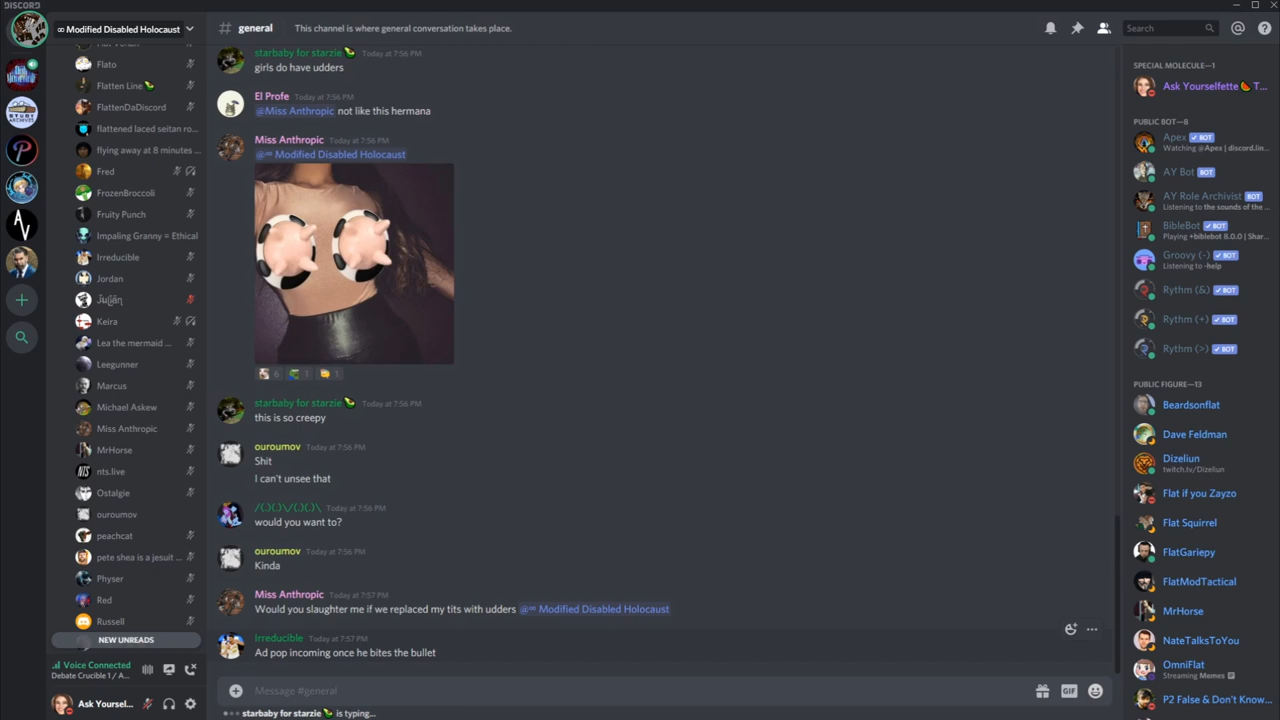 DISCORD
∞ Modified Disabled Holocaust
# general
This channel is where general conversation takes place.
Search
Flato
Flatten Line
FlattenDaDiscord
flattened laced seitan ro...
flying away at 8 minutes ...
Fred
FrozenBroccoli
Fruity Punch
Impaling Granny = Ethical
Irreducible
Jordan
Keira
Lea the mermaid ...
Leegunner
Marcus
Michael Askew
Miss Anthropic
MrHorse
nts.live
Ostalgie
ouroumov
peachcat
pete shea is a jesuit ...
Physer
Red
Russell
NEW UNREADS
Voice Connected
Debate Crucible 1 / A...
Ask Yoursel...
STUDY
ARCHIVES
NTS
starbaby for starzie Today at 7:56 PM
girls do have udders
El Profe Today at 7:56 PM
@Miss Anthropic not like this hermana
Miss Anthropic Today at 7:56 PM
@∞ Modified Disabled Holocaust
6 1 1
starbaby for starzie Today at 7:56 PM
this is so creepy
ouroumov Today at 7:56 PM
Shit
I can't unsee that
/(.)(.)\/(.)(.)\ Today at 7:56 PM
would you want to?
ouroumov Today at 7:56 PM
Kinda
Miss Anthropic Today at 7:57 PM
Would you slaughter me if we replaced my tits with udders @∞ Modified Disabled Holocaust
Irreducible Today at 7:57 PM
Ad pop incoming once he bites the bullet
Message #general
GIF
starbaby for starzie is typing...
SPECIAL MOLECULE—1
Ask Yourselfette T...
PUBLIC BOT—8
Apex BOT
Watching @Apex | discord.lin...
AY Bot BOT
AY Role Archivist BOT
Listening to the sounds of the...
BibleBot BOT
Playing +biblebot 8.0.0 | Shar...
Groovy (-) BOT
Listening to -help
Rythm (&) BOT
Rythm (+) BOT
Rythm (>) BOT
PUBLIC FIGURE—13
Beardsonflat
Dave Feldman
Dizeliun
twitch.tv/Dizeliun
Flat if you Zayzo
Flat Squirrel
FlatGariepy
FlatModTactical
MrHorse
NateTalksToYou
OmniFlat
Streaming Memes
P2 False & Don't Know...